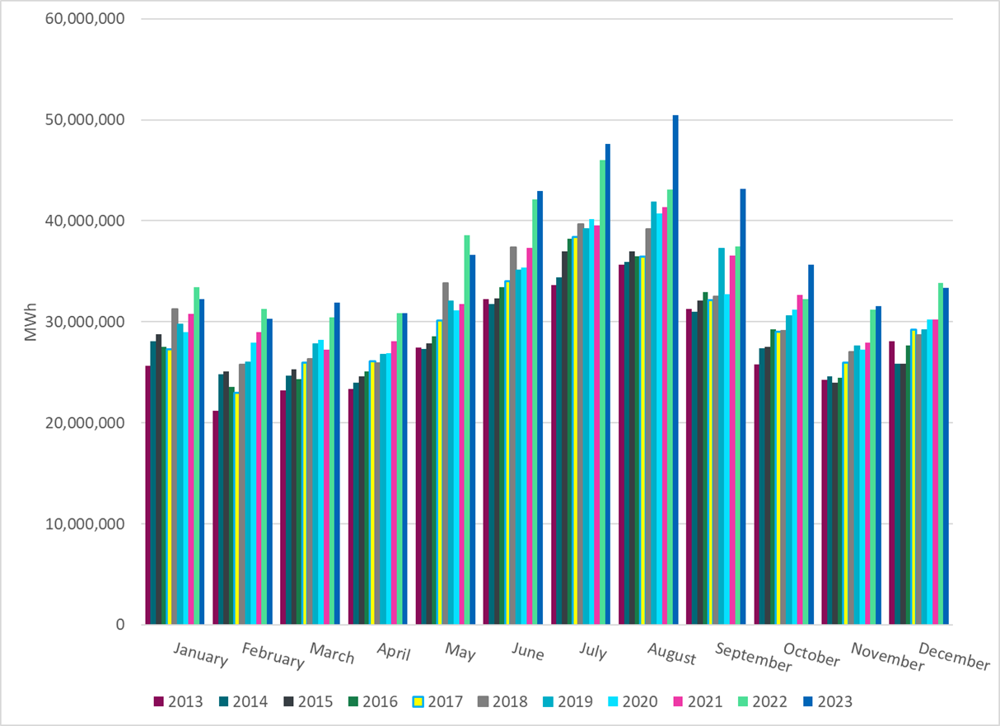 60,000,000
50,000,000
40,000,000
30,000,000
20,000,000
10,000,000
0
MWh
January February March April May June July August September October November December
2013 2014 2015 2016 2017 2018 2019 2020 2021 2022 2023